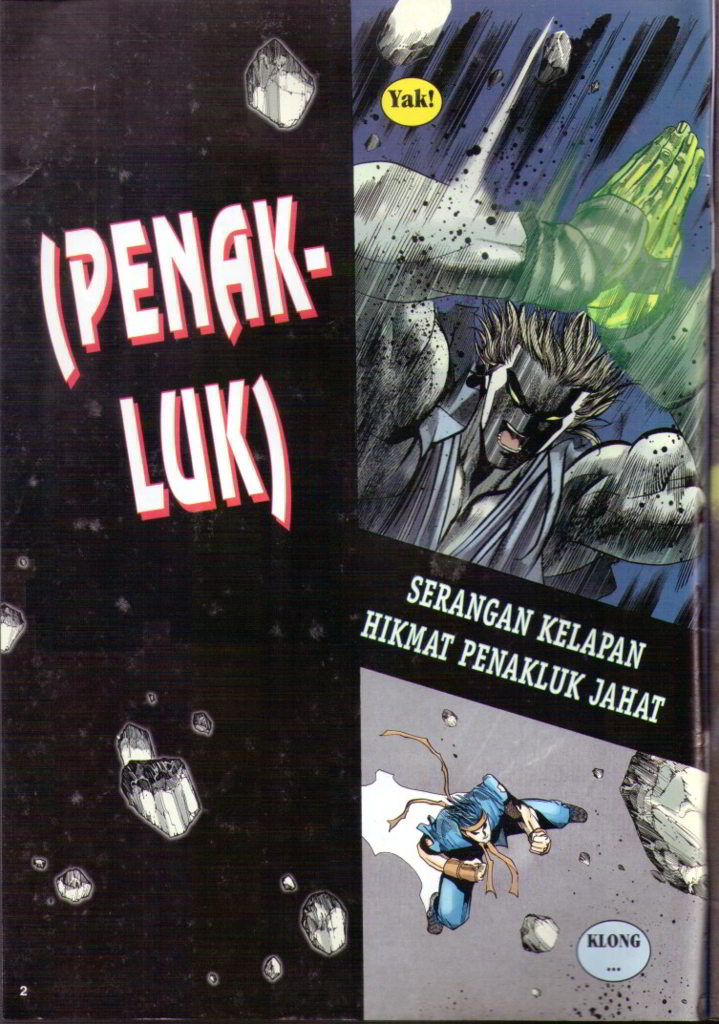 (PENAK-
LUK)
Yak!
SERANGAN KELAPAN
HIKMAT PENAKLUK JAHAT
KLONG
...
2